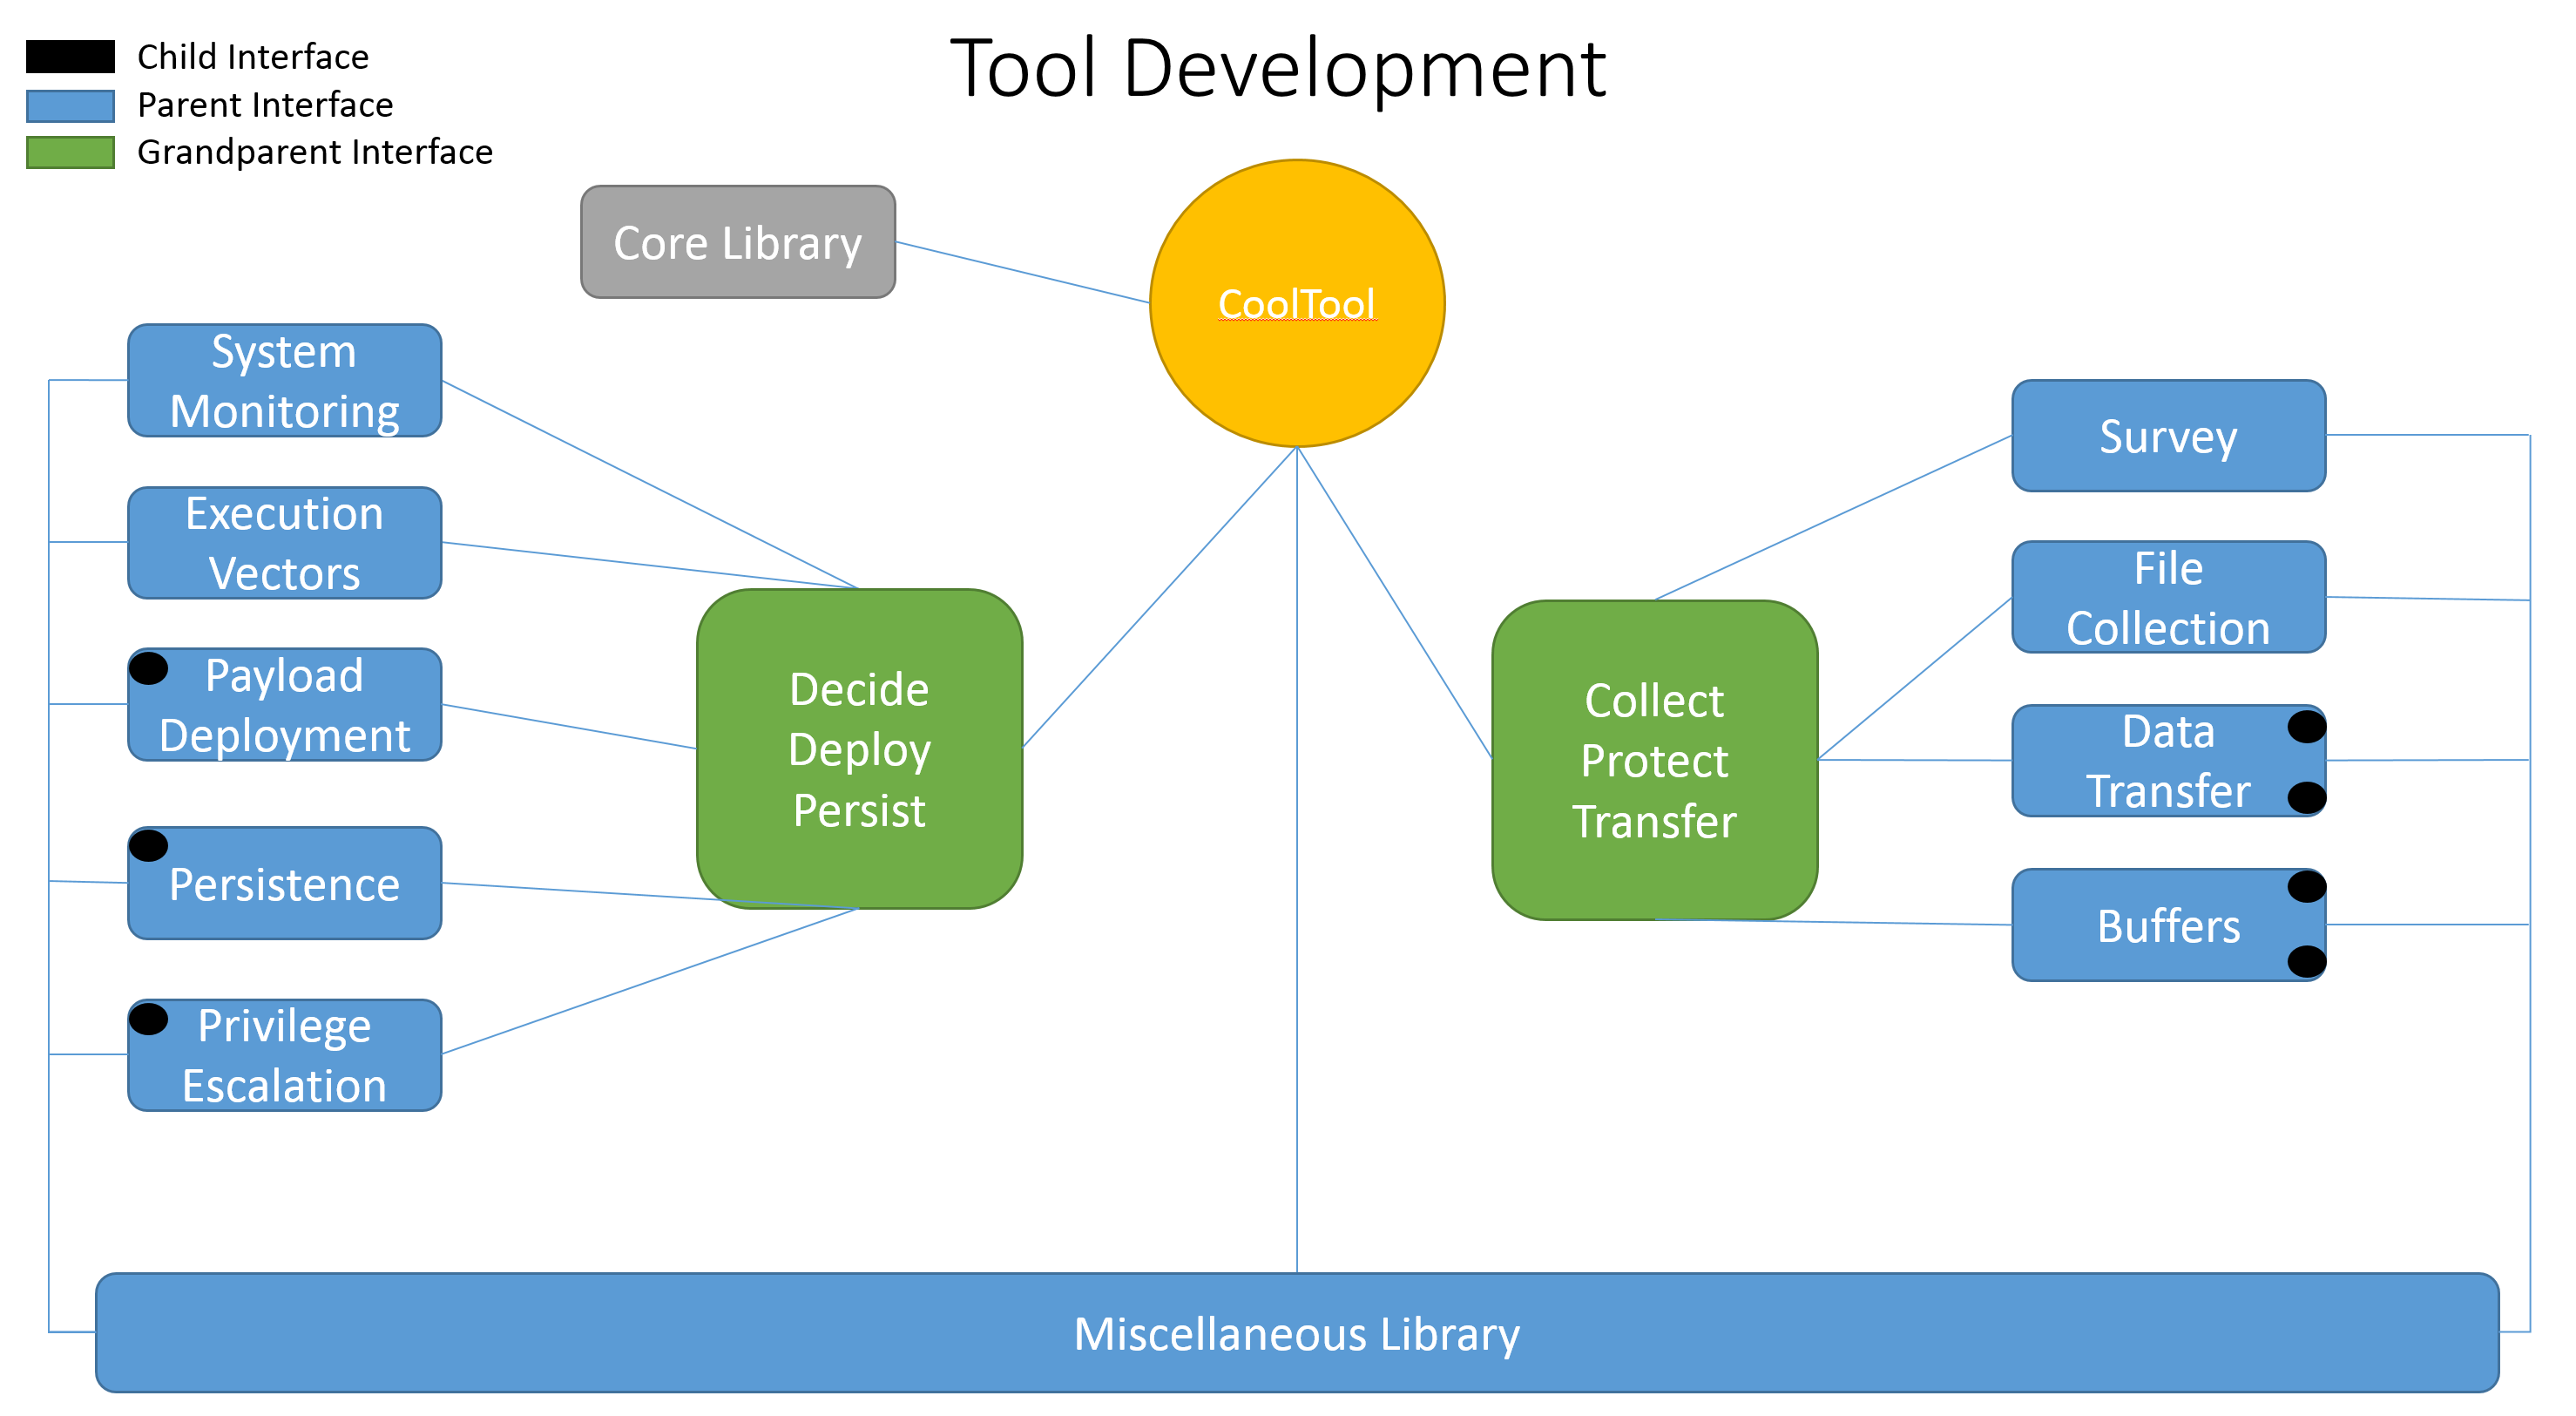 Tool Development
Child Interface
Parent Interface
Grandparent Interface
Core Library
CoolTool
System
Monitoring
Execution
Vectors
Payload
Deployment
Persistence
Privilege
Escalation
Decide
Deploy
Persist
Collect
Protect
Transfer
Survey
File
Collection
Data
Transfer
Buffers
Miscellaneous Library